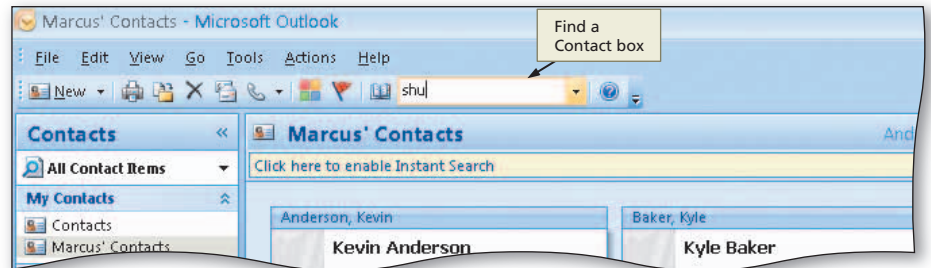 Marcus' Contacts - Microsoft Outlook
Find a
Contact box
File Edit View Go Tools Actions Help
New
shu
Contacts «
Marcus' Contacts
And
All Contact Items
Click here to enable Instant Search
My Contacts
Contacts
Marcus' Contacts
Anderson, Kevin
Baker, Kyle
Kevin Anderson
Kyle Baker